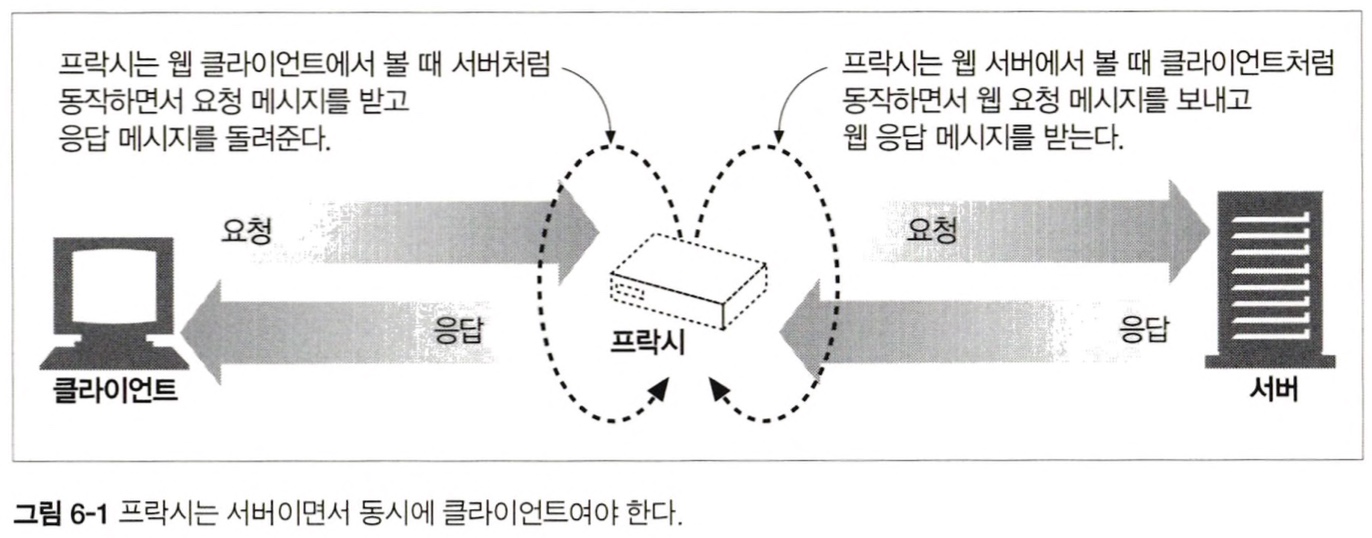 프락시는 웹 클라이언트에서 볼 때 서버처럼
동작하면서 요청 메시지를 받고
응답 메시지를 돌려준다.
프락시는 웹 서버에서 볼 때 클라이언트처럼
동작하면서 웹 요청 메시지를 보내고
웹 응답 메시지를 받는다.
요청
요청
응답
응답
프락시
클라이언트
서버
그림 6-1 프락시는 서버이면서 동시에 클라이언트여야 한다.